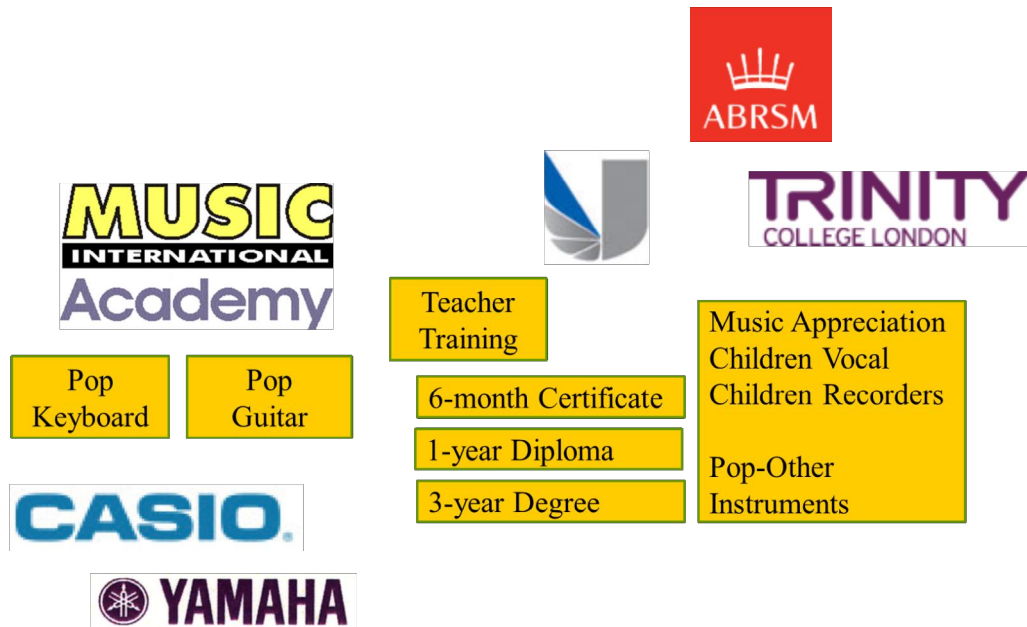 ABRSM
TRINITY
COLLEGE LONDON
MUSIC
INTERNATIONAL
Academy
Teacher
Training
Pop
Keyboard
Pop
Guitar
6-month Certificate
1-year Diploma
3-year Degree
Music Appreciation
Children Vocal
Children Recorders
Pop-Other
Instruments
CASIO®
YAMAHA